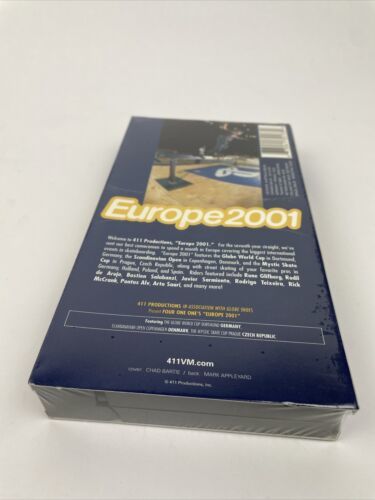 Europe2001
Welcome to 411 Productions, "Europe 2001." For the seventh year straight, we've
sent our best cameramen to spend a month in Europe covering the biggest international
events in skateboarding. "Europe 2001" features the Globe World Cup in Dortmund,
Germany, the Scandinavian Open in Copenhagen, Denmark, and the Mystic Skate
Cup in Prague, Czech Republic, along with street skating of your favorite pros in
Germany, Holland, Poland, and Spain. Riders featured include Rune Glifberg, Rodil
de Arajo, Bastien Salabanzi, Javier Sarmiento, Rodrigo Teixeira, Rick
McCrank, Pontus Alv, Arto Saari, and many more!
411 PRODUCTIONS IN ASSOCIATION WITH GLOBE SHOES
Present FOUR ONE ONE'S "EUROPE 2001"
Featuring THE GLOBE WORLD CUP DORTMUND GERMANY,
SCANDINAVIAN OPEN COPENHAGEN DENMARK, THE MYSTIC SKATE CUP PRAGUE CZECH REPUBLIC
411VM.com
cover: CHAD BARTIE / back: MARK APPLEYARD
© 411 Productions, Inc.